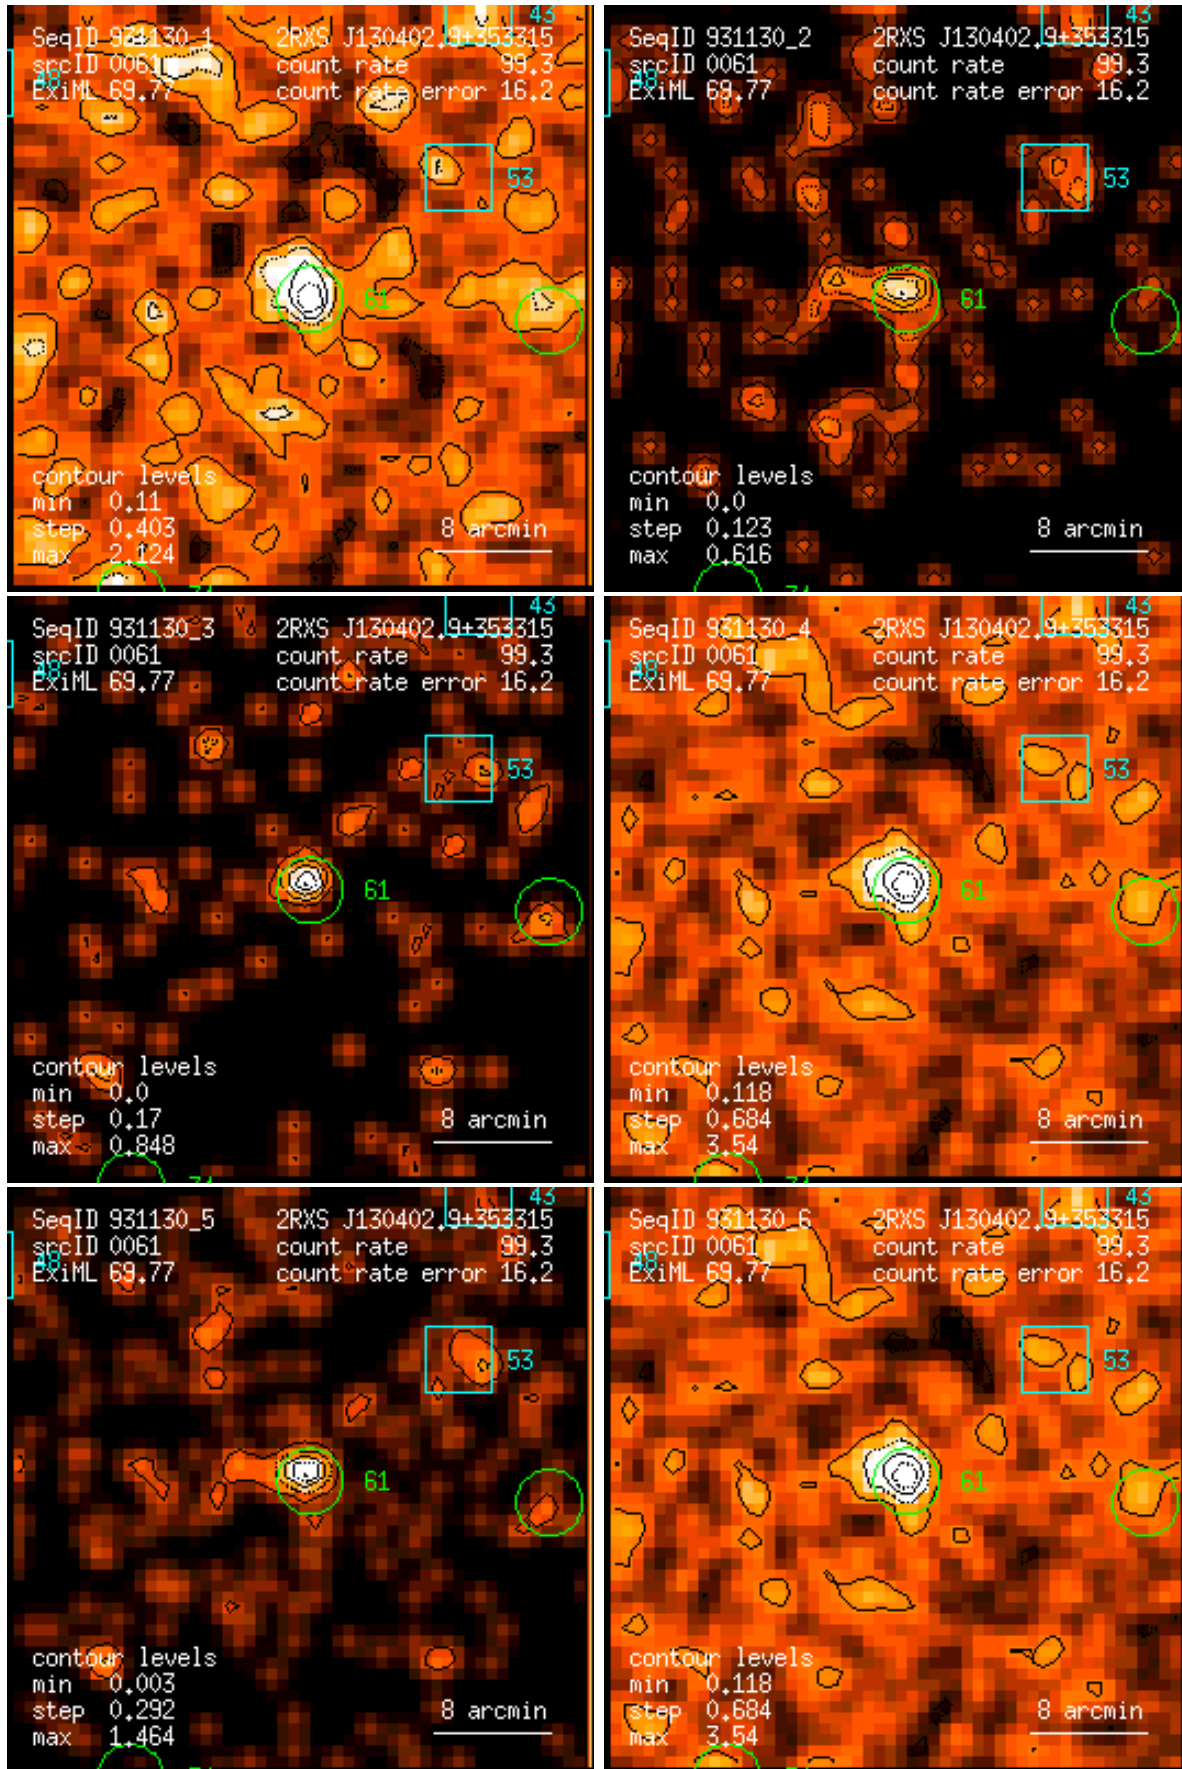 43
SeqID 931130_1 2RXS J130402.9+353315
srcID 0061 count rate 99.3
48
ExiML 69.77 count rate error 16.2
53
61
contour levels
min 0.11
step 0.403 8 arcmin
max 2.124
43
SeqID 931130_2 2RXS J130402.9+353315
srcID 0061 count rate 99.3
48
ExiML 69.77 count rate error 16.2
53
61
contour levels
min 0.0
step 0.123 8 arcmin
max 0.616
43
SeqID 931130_3 2RXS J130402.9+353315
srcID 0061 count rate 99.3
48
ExiML 69.77 count rate error 16.2
53
61
contour levels
min 0.0
step 0.17 8 arcmin
max 0.848
43
SeqID 931130_4 2RXS J130402.9+353315
srcID 0061 count rate 99.3
48
ExiML 69.77 count rate error 16.2
53
61
contour levels
min 0.118
step 0.684 8 arcmin
max 3.54
43
SeqID 931130_5 2RXS J130402.9+353315
srcID 0061 count rate 99.3
48
ExiML 69.77 count rate error 16.2
53
61
contour levels
min 0.003
step 0.292 8 arcmin
max 1.464
43
SeqID 931130_6 2RXS J130402.9+353315
srcID 0061 count rate 99.3
48
ExiML 69.77 count rate error 16.2
53
61
contour levels
min 0.118
step 0.684 8 arcmin
max 3.54